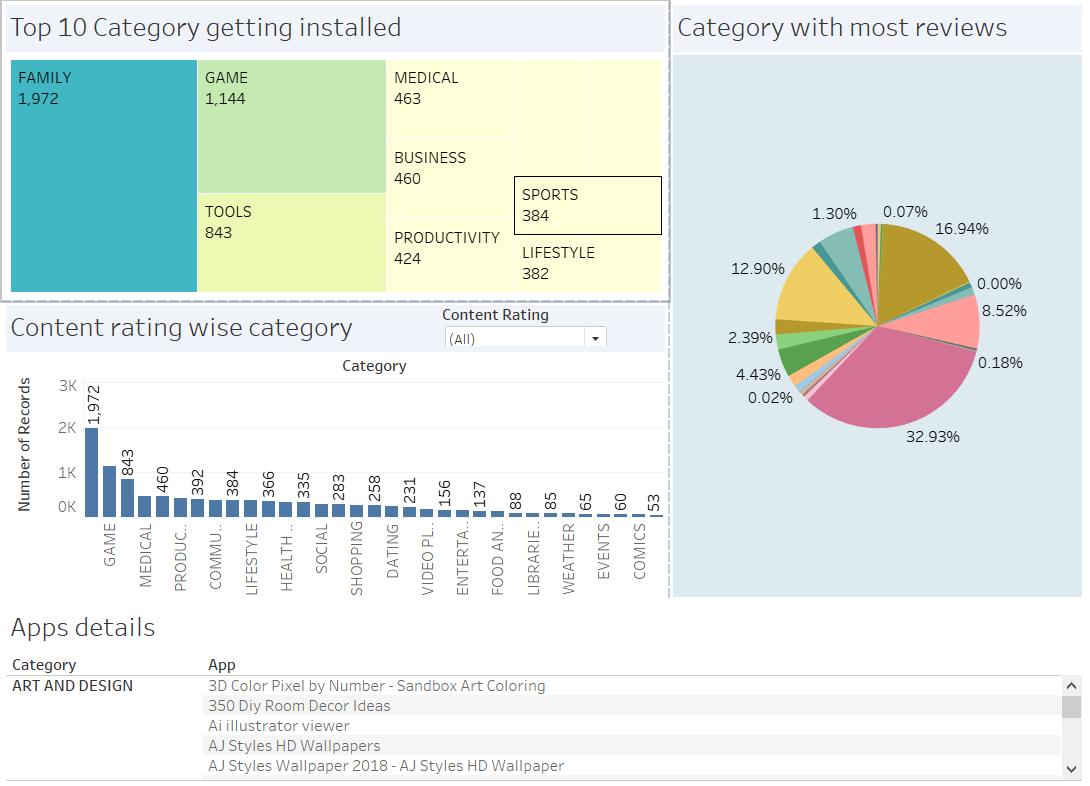 Top 10 Category getting installed
FAMILY
1,972
GAME
1,144
TOOLS
843
MEDICAL
463
BUSINESS
460
PRODUCTIVITY
424
SPORTS
384
LIFESTYLE
382
Category with most reviews
1.30%
0.07%
16.94%
12.90%
0.00%
8.52%
2.39%
0.18%
4.43%
0.02%
32.93%
Content rating wise category
Content Rating
(All)
Category
Number of Records
3K
2K
1K
0K
1,972
843
460
392
384
366
335
283
258
231
156
137
88
85
65
60
53
GAME
MEDICAL
PRODUC..
COMMU..
LIFESTYLE
HEALTH ..
SOCIAL
SHOPPING
DATING
VIDEO PL..
ENTERTA..
FOOD AN..
LIBRARIE..
WEATHER
EVENTS
COMICS
Apps details
Category App
ART AND DESIGN 3D Color Pixel by Number - Sandbox Art Coloring
350 Diy Room Decor Ideas
Ai illustrator viewer
AJ Styles HD Wallpapers
AJ Styles Wallpaper 2018 - AJ Styles HD Wallpaper